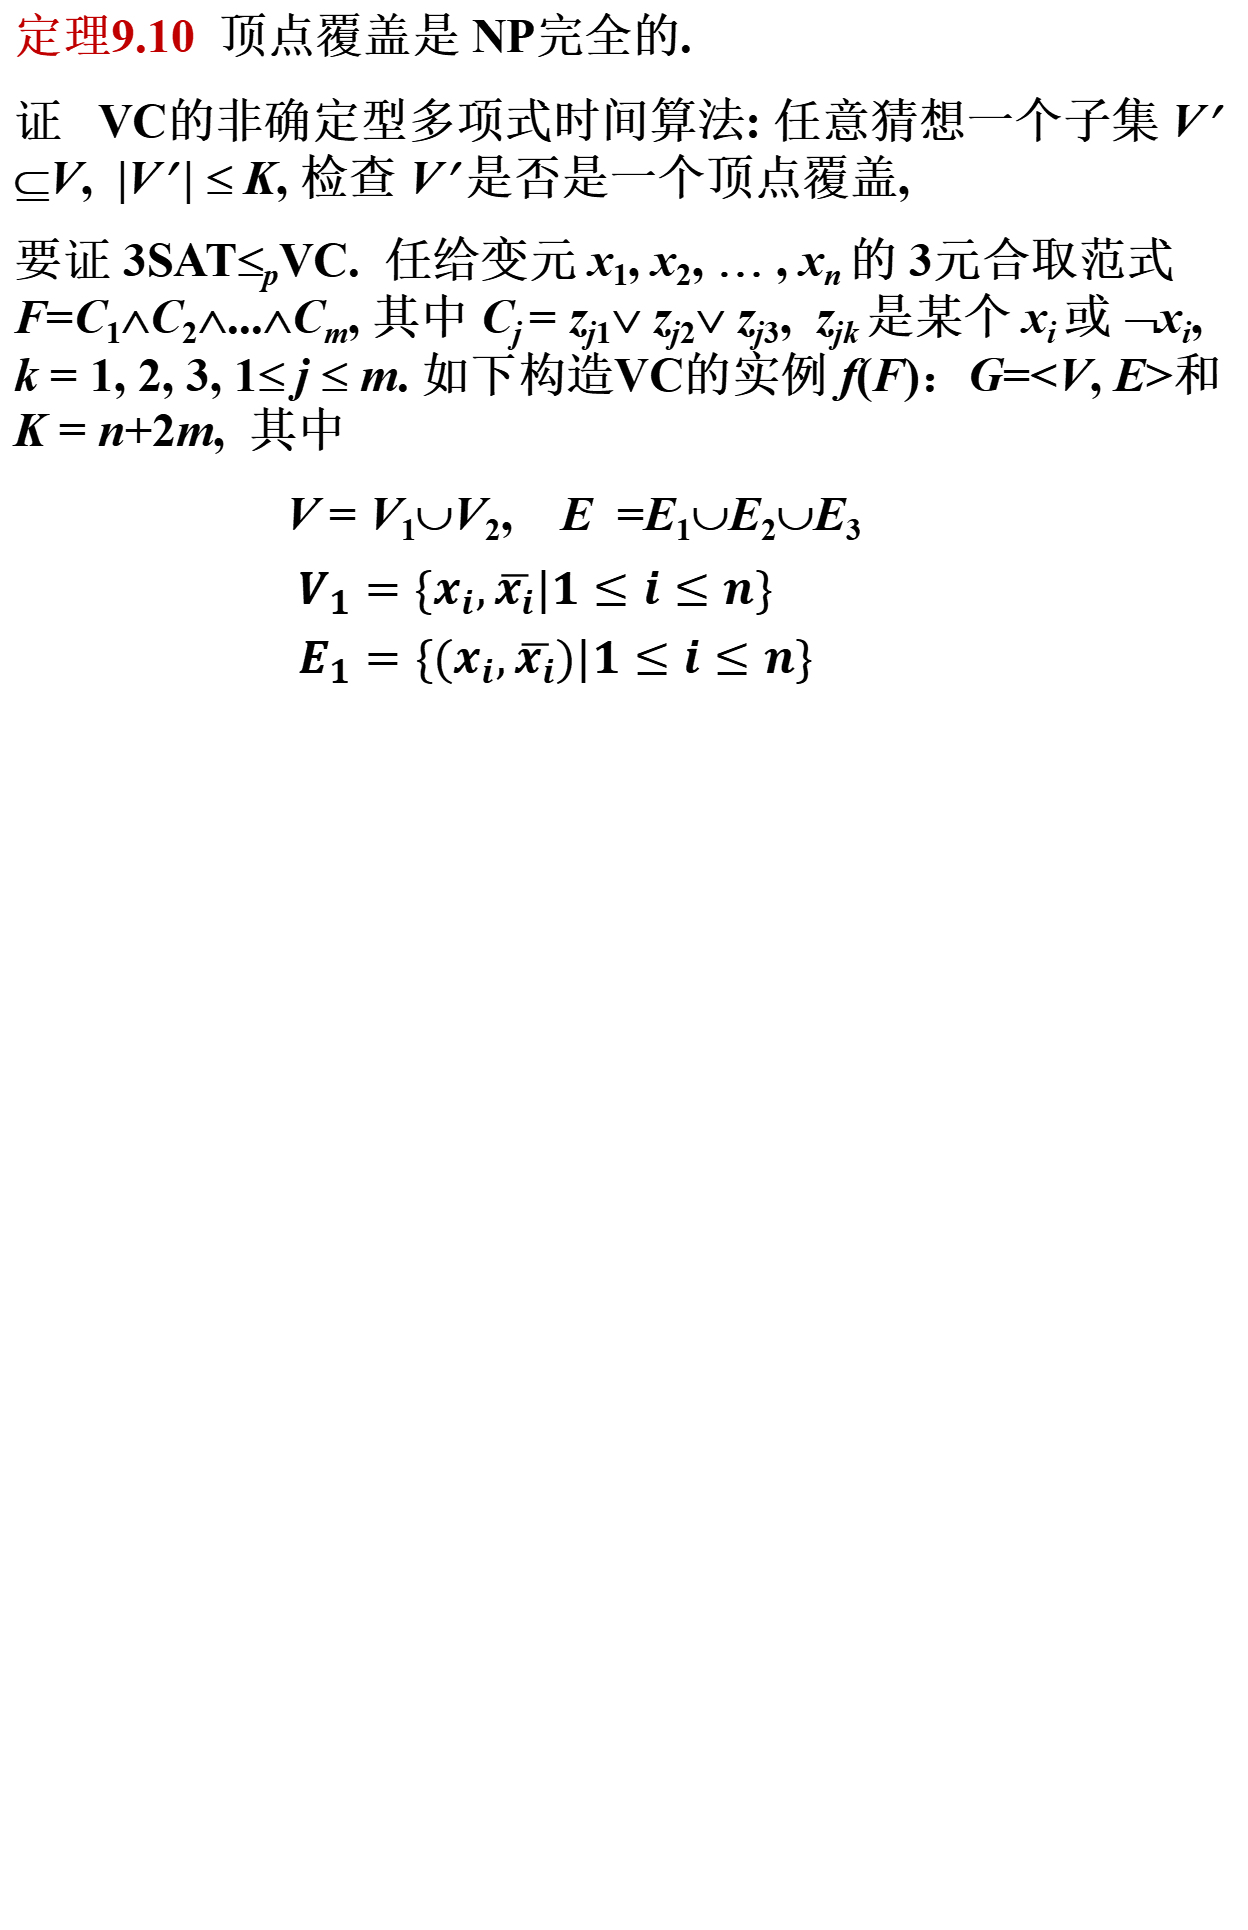 定理9.10 顶点覆盖是 NP完全的.
证 VC的非确定型多项式时间算法: 任意猜想一个子集 V′
⊆V, |V′| ≤ K, 检查 V′是否是一个顶点覆盖,
要证 3SAT≤ₚVC. 任给变元 x₁, x₂, … , xₙ 的 3元合取范式
F=C₁∧C₂∧...∧Cₘ, 其中 Cⱼ = zⱼ₁∨ zⱼ₂∨ zⱼ₃, zⱼₖ 是某个 xᵢ 或 ¬xᵢ,
k = 1, 2, 3, 1≤ j ≤ m. 如下构造VC的实例 f(F)：G=<V, E>和
K = n+2m, 其中
V = V₁∪V₂, E =E₁∪E₂∪E₃
V₁ = {xᵢ, x̅ᵢ|1 ≤ i ≤ n}
E₁ = {(xᵢ, x̅ᵢ)|1 ≤ i ≤ n}